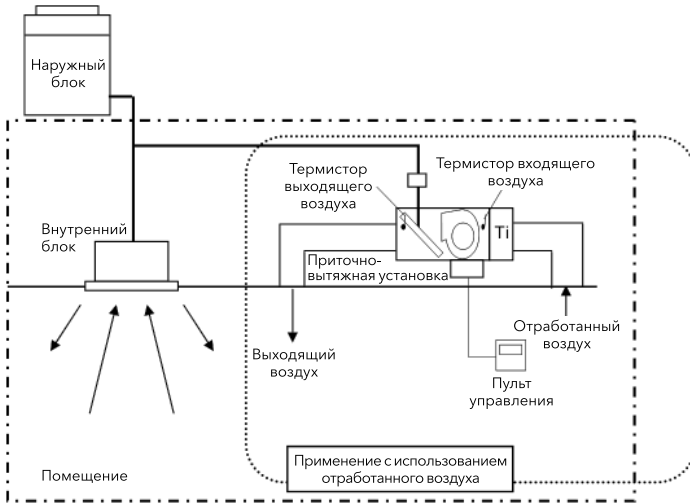 Наружный
блок
Термистор
выходящего
воздуха
Термистор входящего
воздуха
Внутренний
блок
Ti
Приточно-
вытяжная установка
Выходящий
воздух
Отработанный
воздух
Пульт
управления
Помещение
Применение с использованием
отработанного воздуха